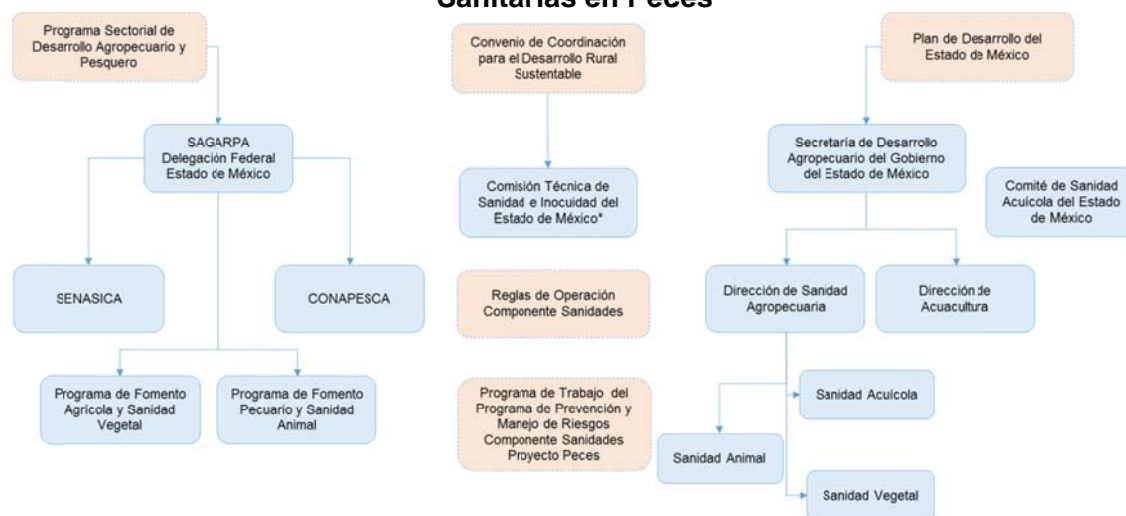 Sanitarias en Peces
Programa Sectorial de
Desarrollo Agropecuario y
Pesquero
Convenio de Coordinación
para el Desarrollo Rural
Sustentable
Plan de Desarrollo del
Estado de México
SAGARPA
Delegación Federal
Estado de México
Comisión Técnica de
Sanidad e Inocuidad del
Estado de México*
Secretaría de Desarrollo
Agropecuario del Gobierno
del Estado de México
Comité de Sanidad
Acuícola del Estado
de México
SENASICA
CONAPESCA
Reglas de Operación
Componente Sanidades
Dirección de Sanidad
Agropecuaria
Dirección de
Acuacultura
Programa de Fomento
Agrícola y Sanidad
Vegetal
Programa de Fomento
Pecuario y Sanidad
Animal
Programa de Trabajo del
Programa de Prevención y
Manejo de Riesgos
Componente Sanidades
Proyecto Peces
Sanidad Acuícola
Sanidad Animal
Sanidad Vegetal